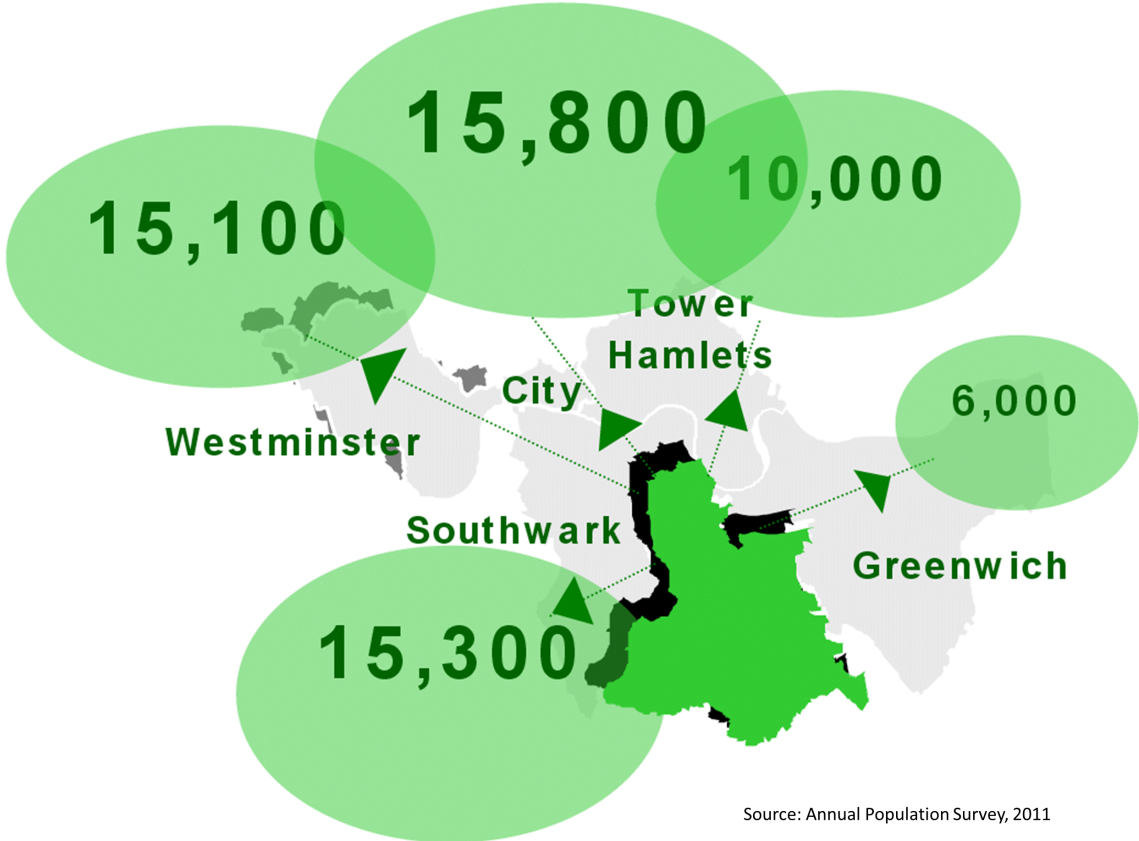 15,800
10,000
15,100
Tower
Hamlets
City
6,000
Westminster
Southwark
Greenwich
15,300
Source: Annual Population Survey, 2011